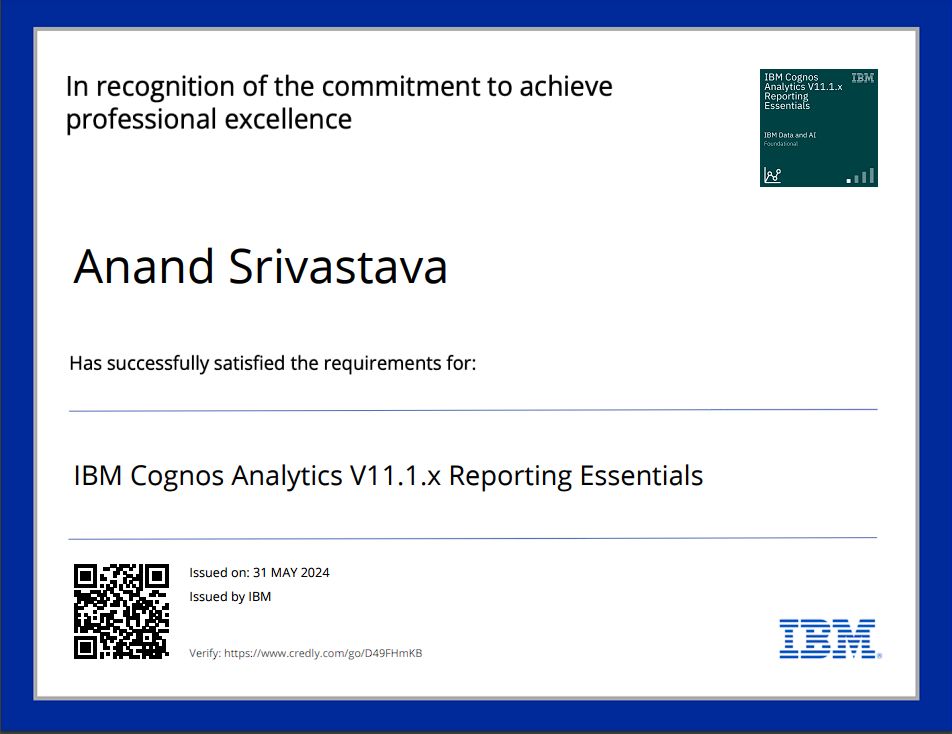 In recognition of the commitment to achieve
professional excellence
IBM Cognos
Analytics V11.1.x
Reporting
Essentials
IBM
IBM Data and AI
Foundational
Anand Srivastava
Has successfully satisfied the requirements for:
IBM Cognos Analytics V11.1.x Reporting Essentials
Issued on: 31 MAY 2024
Issued by IBM
Verify: https://www.credly.com/go/D49FHmKB
IBM®